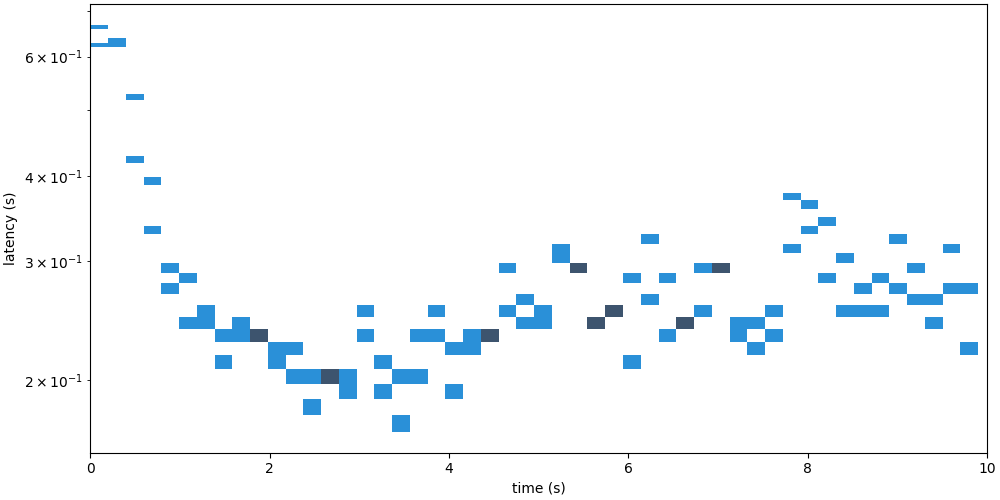 6 × 10⁻¹
4 × 10⁻¹
3 × 10⁻¹
2 × 10⁻¹
latency (s)
0 2 4 6 8 10
time (s)